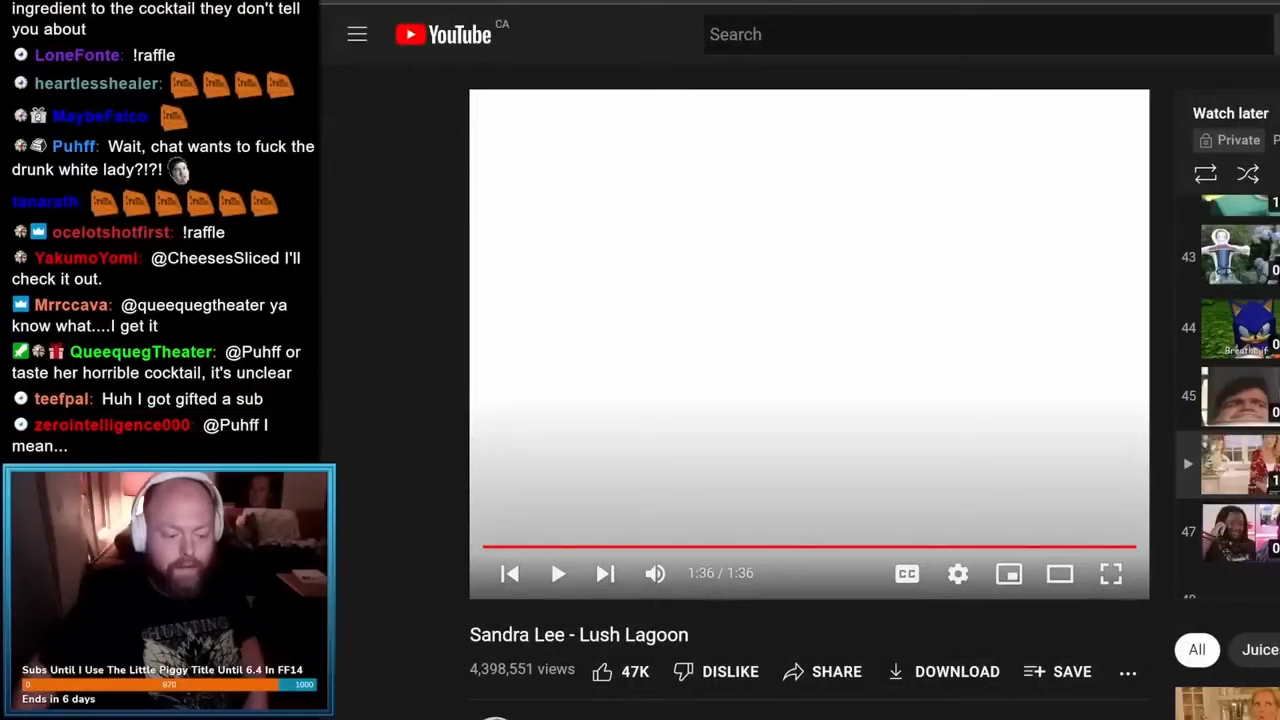 ingredient to the cocktail they don't tell
you about
LoneFonte: !raffle
heartlesshealer:
MaybeFalco
Puhff: Wait, chat wants to fuck the
drunk white lady?!?!
tanarath
ocelotshotfirst: !raffle
YakumoYomi: @CheesesSliced I'll
check it out.
Mrrccava: @queequegtheater ya
know what....I get it
QueequegTheater: @Puhff or
taste her horrible cocktail, it's unclear
teefpal: Huh I got gifted a sub
zerointelligence000: @Puhff I
mean...
HUNTING
Subs Until I Use The Little Piggy Title Until 6.4 In FF14
0 870 1000
Ends in 6 days
YouTube CA
Search
1:36 / 1:36
CC
Sandra Lee - Lush Lagoon
4,398,551 views
47K
DISLIKE
SHARE
DOWNLOAD
SAVE
Watch later
Private
43
44
45
47
All
Juice